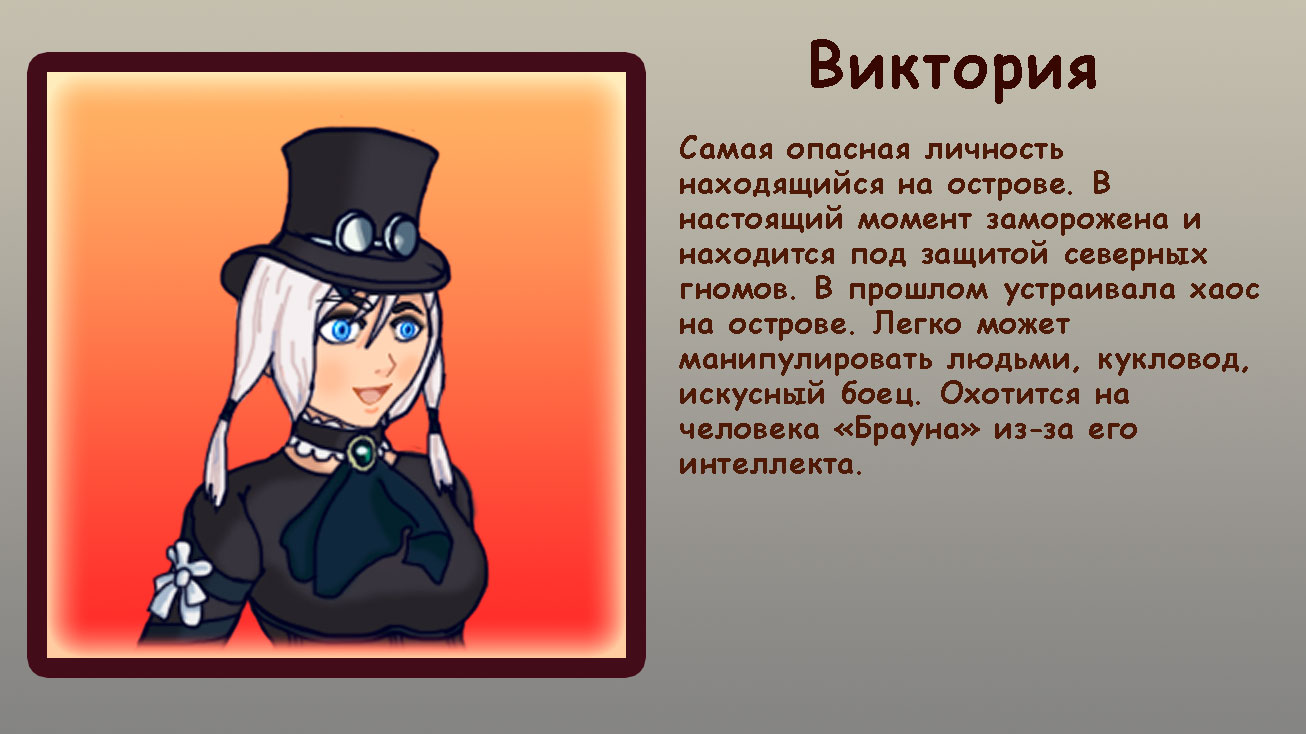 Виктория
Самая опасная личность
находящийся на острове. В
настоящий момент заморожена и
находится под защитой северных
гномов. В прошлом устраивала хаос
на острове. Легко может
манипулировать людьми, кукловод,
искусный боец. Охотится на
человека «Брауна» из-за его
интеллекта.